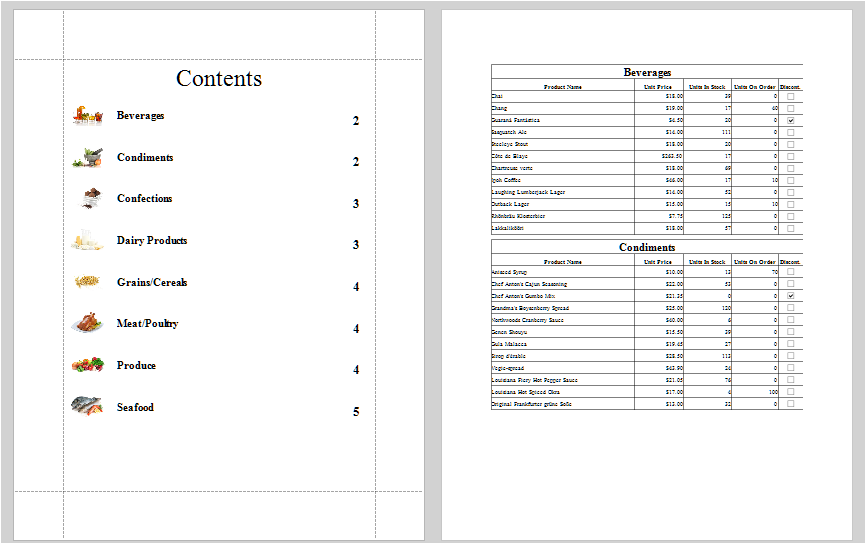 Contents
Beverages 2
Condiments 2
Confections 3
Dairy Products 3
Grains/Cereals 4
Meat/Poultry 4
Produce 4
Seafood 5
Beverages
Product Name Unit Price Units In Stock Units On Order Discont.
Chai $18.00 39 0
Chang $19.00 17 40
Guaraná Fantástica $4.50 20 0
Sasquatch Ale $14.00 111 0
Steeleye Stout $18.00 20 0
Côte de Blaye $263.50 17 0
Chartreuse verte $18.00 69 0
Ipoh Coffee $46.00 17 10
Laughing Lumberjack Lager $14.00 52 0
Outback Lager $15.00 15 10
Rhönbräu Klosterbier $7.75 125 0
Lakkalikööri $18.00 57 0
Condiments
Product Name Unit Price Units In Stock Units On Order Discont.
Aniseed Syrup $10.00 13 70
Chef Anton's Cajun Seasoning $22.00 53 0
Chef Anton's Gumbo Mix $21.35 0 0
Grandma's Boysenberry Spread $25.00 120 0
Northwoods Cranberry Sauce $40.00 6 0
Genen Shouyu $15.50 39 0
Gula Malacca $19.45 27 0
Sirop d'érable $28.50 113 0
Vegie-spread $43.90 24 0
Louisiana Fiery Hot Pepper Sauce $21.05 76 0
Louisiana Hot Spiced Okra $17.00 4 100
Original Frankfurter grüne Soße $13.00 32 0